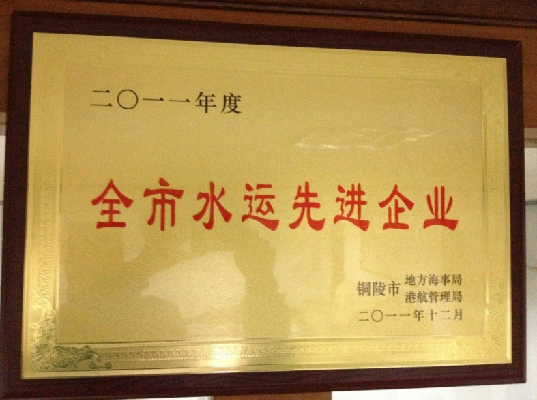 二〇一一年度
全市水运先进企业
铜陵市 地方海事局
港航管理局
二〇一一年十二月